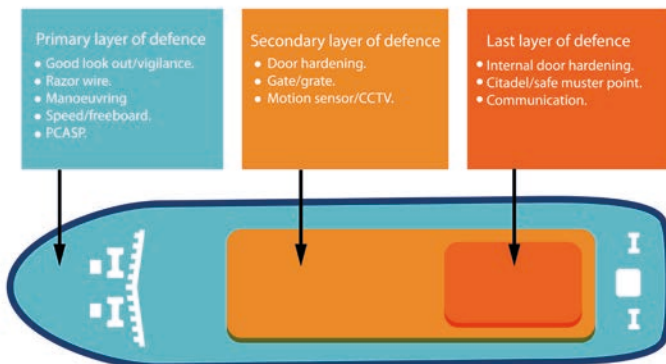 Primary layer of defence
• Good look out/vigilance.
• Razor wire.
• Manoeuvring
• Speed/freeboard.
• PCASP.
Secondary layer of defence
• Door hardening.
• Gate/grate.
• Motion sensor/CCTV.
Last layer of defence
• Internal door hardening.
• Citadel/safe muster point.
• Communication.